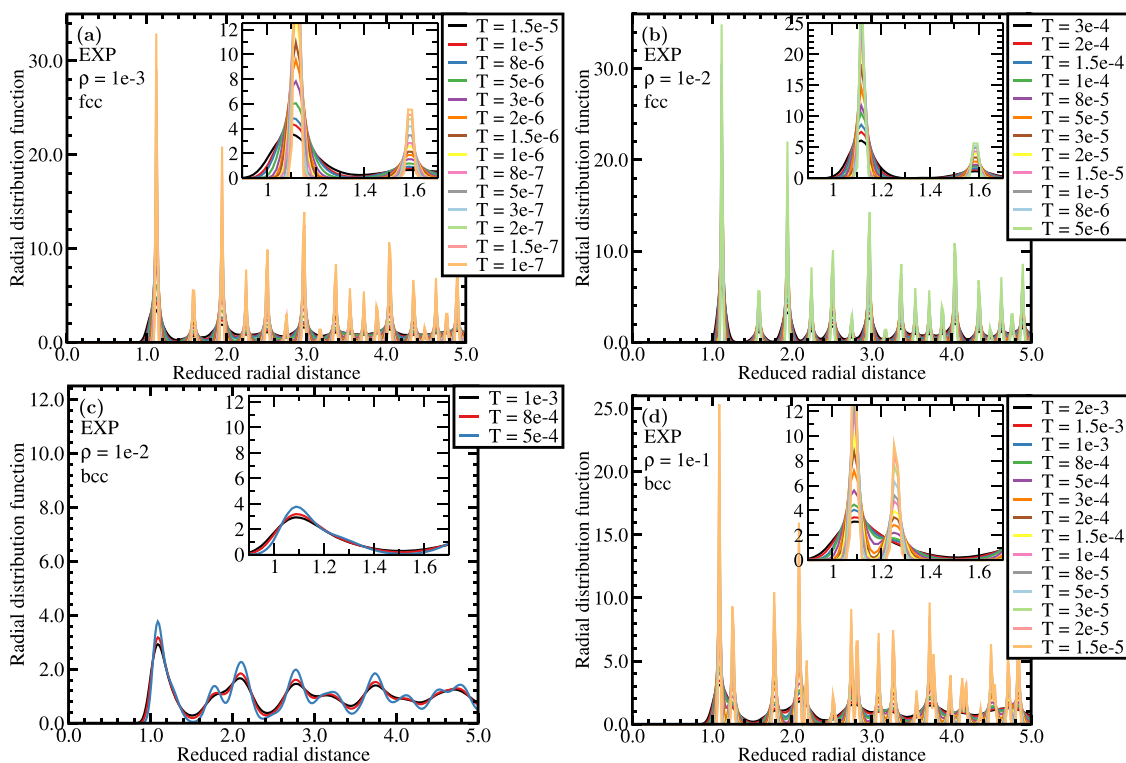 (a)
EXP
ρ = 1e-3
fcc
T = 1.5e-5
T = 1e-5
T = 8e-6
T = 5e-6
T = 3e-6
T = 2e-6
T = 1.5e-6
T = 1e-6
T = 8e-7
T = 5e-7
T = 3e-7
T = 2e-7
T = 1.5e-7
T = 1e-7
12
10
8
6
4
2
0
1
1.2
1.4
1.6
30.0
20.0
10.0
0.0
0.0
1.0
2.0
3.0
4.0
5.0
Radial distribution function
Reduced radial distance
(b)
EXP
ρ = 1e-2
fcc
T = 3e-4
T = 2e-4
T = 1.5e-4
T = 1e-4
T = 8e-5
T = 5e-5
T = 3e-5
T = 2e-5
T = 1.5e-5
T = 1e-5
T = 8e-6
T = 5e-6
25
20
15
10
5
0
1
1.2
1.4
1.6
30.0
20.0
10.0
0.0
0.0
1.0
2.0
3.0
4.0
5.0
Radial distribution function
Reduced radial distance
(c)
EXP
ρ = 1e-2
bcc
T = 1e-3
T = 8e-4
T = 5e-4
12
10
8
6
4
2
0
1
1.2
1.4
1.6
12.0
10.0
8.0
6.0
4.0
2.0
0.0
0.0
1.0
2.0
3.0
4.0
5.0
Radial distribution function
Reduced radial distance
(d)
EXP
ρ = 1e-1
bcc
T = 2e-3
T = 1.5e-3
T = 1e-3
T = 8e-4
T = 5e-4
T = 3e-4
T = 2e-4
T = 1.5e-4
T = 1e-4
T = 8e-5
T = 5e-5
T = 3e-5
T = 2e-5
T = 1.5e-5
12
10
8
6
4
2
0
1
1.2
1.4
1.6
25.0
20.0
15.0
10.0
5.0
0.0
0.0
1.0
2.0
3.0
4.0
5.0
Radial distribution function
Reduced radial distance